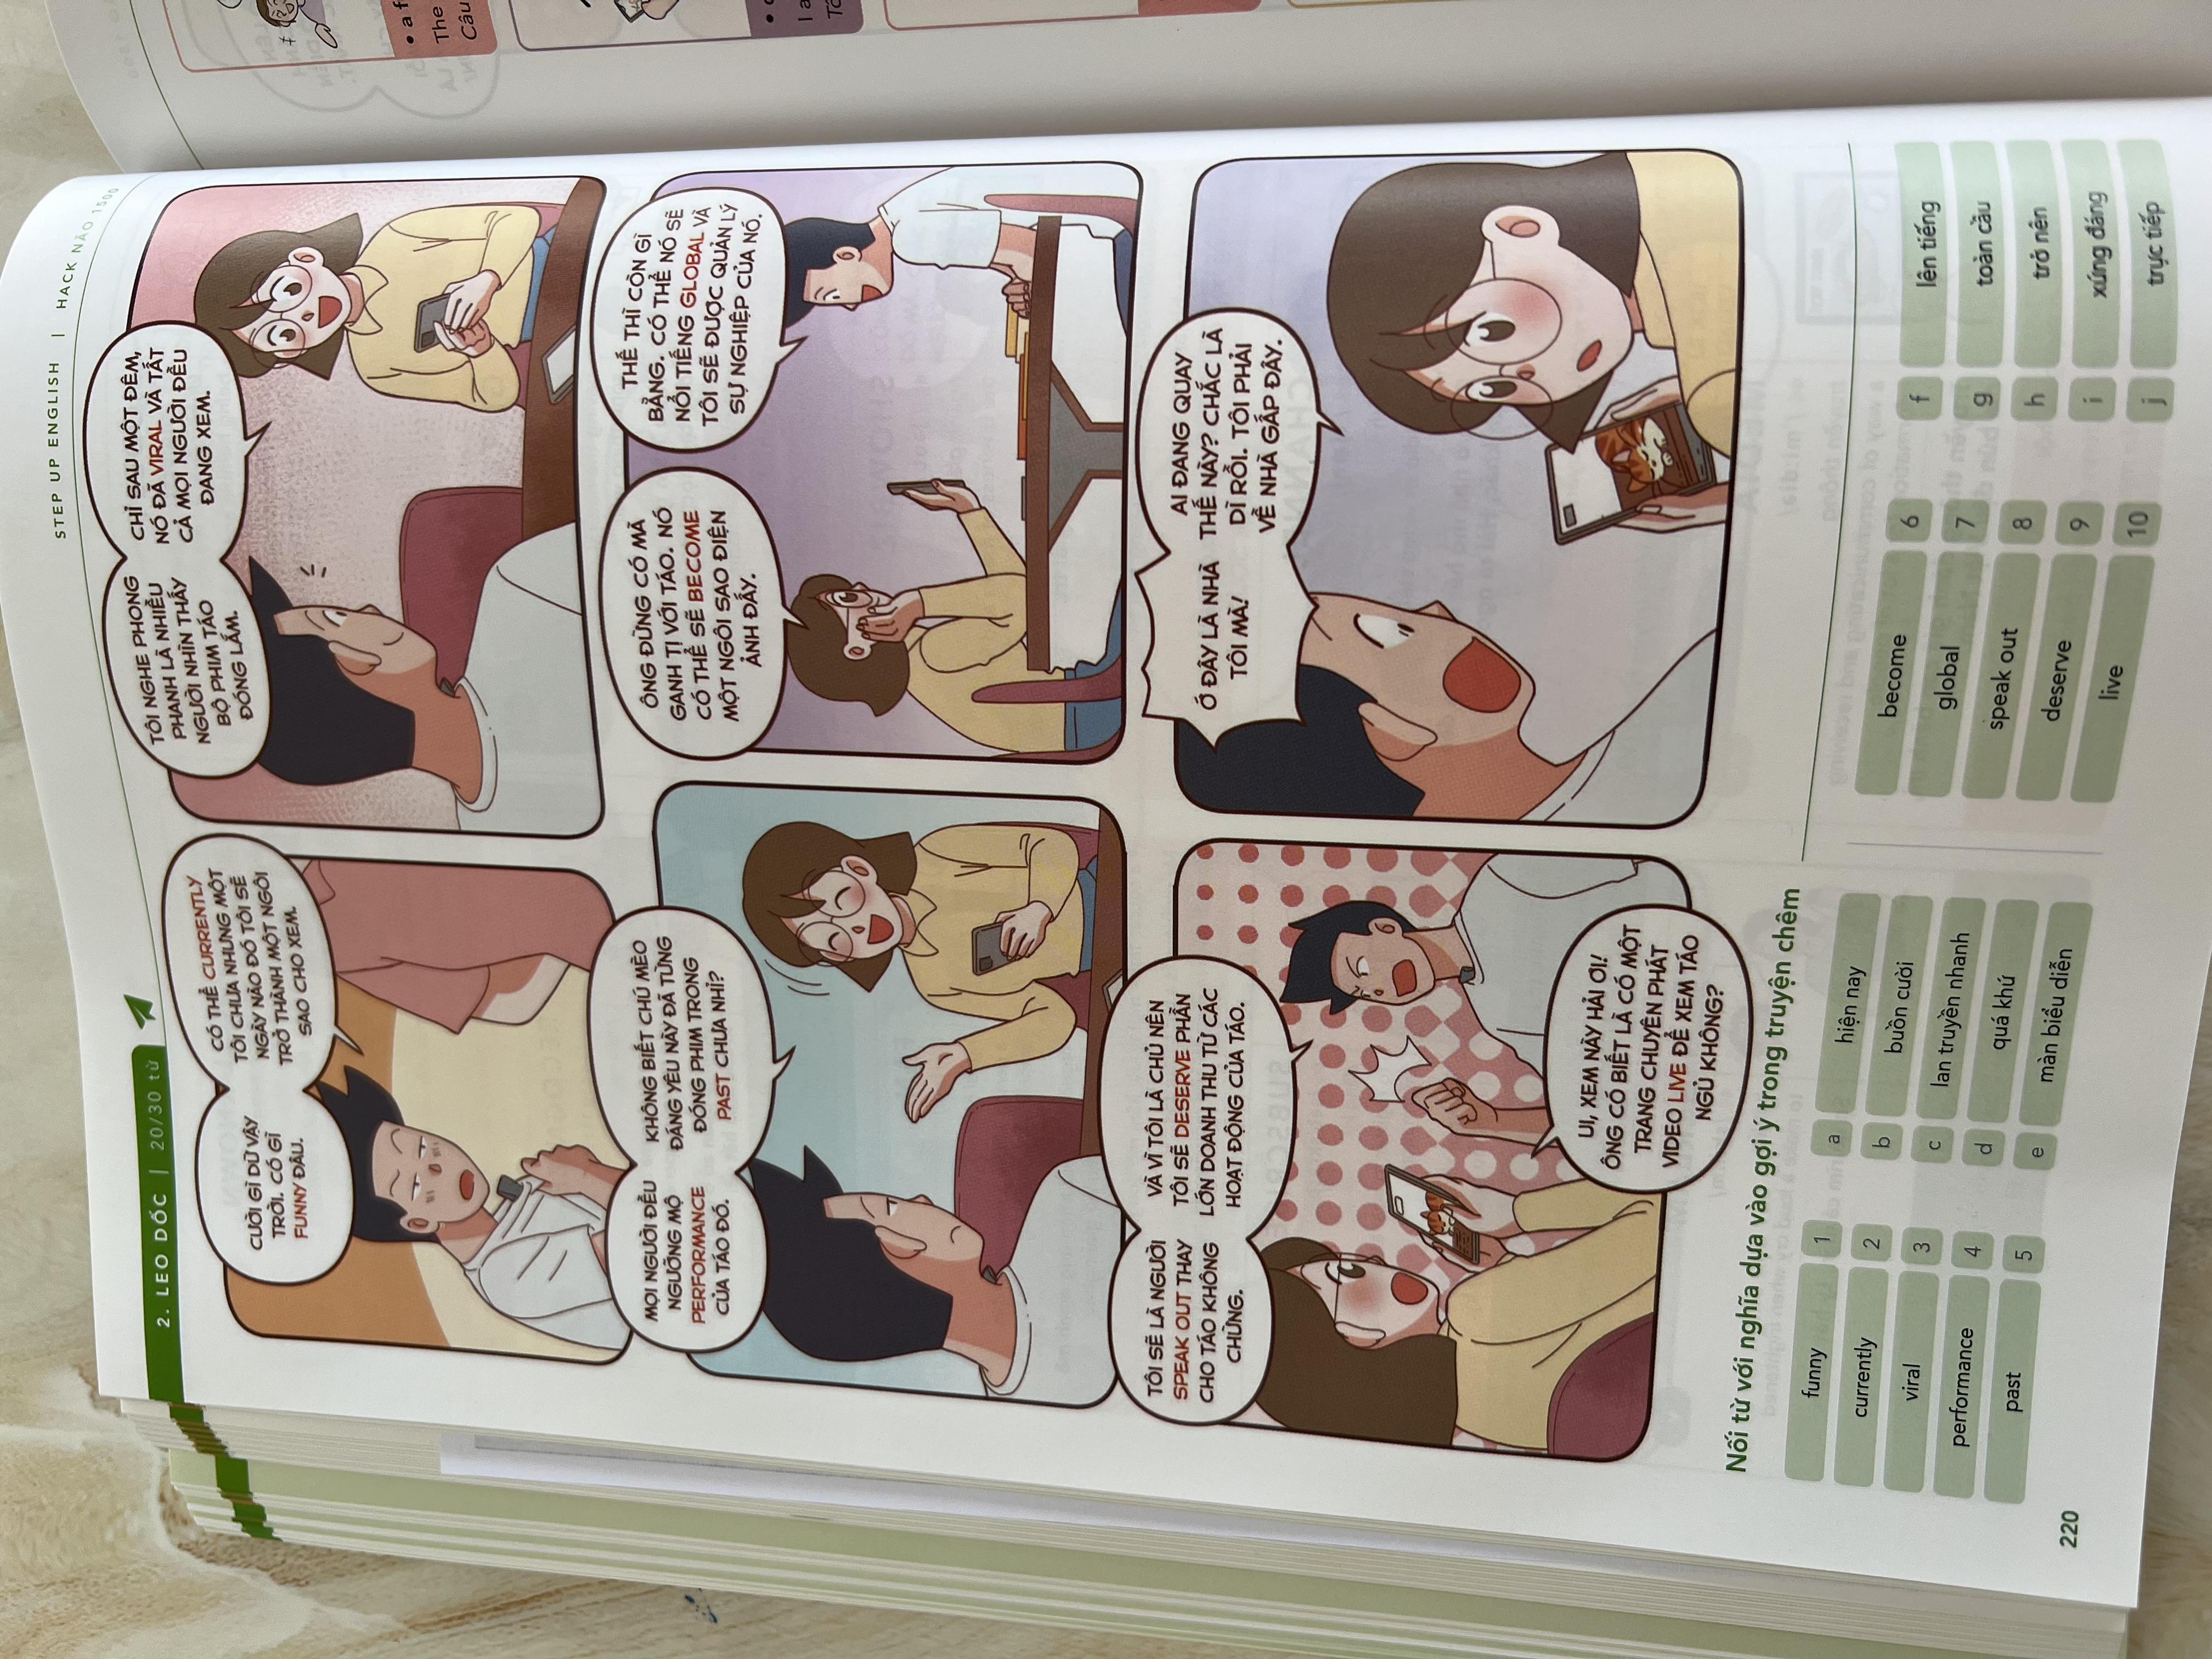 STEP UP ENGLISH | HACK NÃO 1500
2. LEO DỐC | 20/30 từ
CƯỜI GÌ DỮ VẬY
TRỜI. CÓ GÌ
FUNNY ĐÂU.
CÓ THỂ CURRENTLY
TÔI CHƯA NHƯNG MỘT
NGÀY NÀO ĐÓ TÔI SẼ
TRỞ THÀNH MỘT NGÔI
SAO CHO XEM.
TÔI NGHE PHONG
PHANH LÀ NHIỀU
NGƯỜI NHÌN THẤY
BỘ PHIM TÁO
ĐÓNG LẮM.
CHỈ SAU MỘT ĐÊM,
NÓ ĐÃ VIRAL VÀ TẤT
CẢ MỌI NGƯỜI ĐỀU
ĐANG XEM.
MỌI NGƯỜI ĐỀU
NGƯỠNG MỘ
PERFORMANCE
CỦA TÁO ĐÓ.
KHÔNG BIẾT CHÚ MÈO
ĐÁNG YÊU NÀY ĐÃ TỪNG
ĐÓNG PHIM TRONG
PAST CHƯA NHỈ?
ÔNG ĐỪNG CÓ MÀ
GANH TỊ VỚI TÁO. NÓ
CÓ THỂ SẼ BECOME
MỘT NGÔI SAO ĐIỆN
ẢNH ĐẤY.
THẾ THÌ CÒN GÌ
BẰNG. CÓ THỂ NÓ SẼ
NỔI TIẾNG GLOBAL VÀ
TÔI SẼ ĐƯỢC QUẢN LÝ
SỰ NGHIỆP CỦA NÓ.
TÔI SẼ LÀ NGƯỜI
SPEAK OUT THAY
CHO TÁO KHÔNG
CHỪNG.
VÀ VÌ TÔI LÀ CHỦ NÊN
TÔI SẼ DESERVE PHẦN
LỚN DOANH THU TỪ CÁC
HOẠT ĐỘNG CỦA TÁO.
UI, XEM NÀY HẢI ƠI!
ÔNG CÓ BIẾT LÀ CÓ MỘT
TRANG CHUYÊN PHÁT
VIDEO LIVE ĐỂ XEM TÁO
NGỦ KHÔNG?
Ớ ĐÂY LÀ NHÀ
TÔI MÀ!
AI ĐANG QUAY
THẾ NÀY? CHẮC LÀ
DÌ RỒI. TÔI PHẢI
VỀ NHÀ GẤP ĐÂY.
Nối từ với nghĩa dựa vào gợi ý trong truyện chêm
funny 1 a hiện nay
currently 2 b buồn cười
viral 3 c lan truyền nhanh
performance 4 d quá khứ
past 5 e màn biểu diễn
become 6 f lên tiếng
global 7 g toàn cầu
speak out 8 h trở nên
deserve 9 i xứng đáng
live 10 j trực tiếp
220
The
Câu